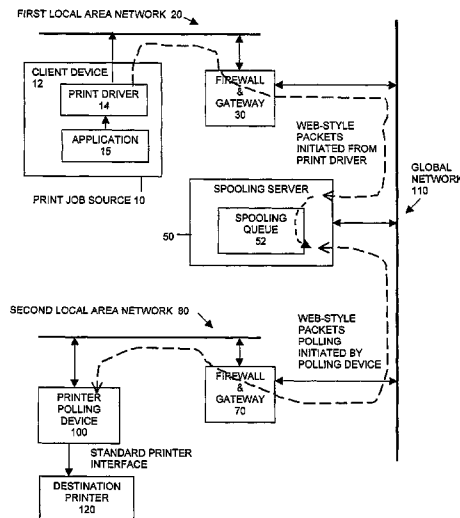 FIRST LOCAL AREA NETWORK 20
CLIENT DEVICE
12
PRINT DRIVER
14
APPLICATION
15
PRINT JOB SOURCE 10
FIREWALL
&
GATEWAY
30
WEB-STYLE
PACKETS
INITIATED FROM
PRINT DRIVER
GLOBAL
NETWORK
110
SPOOLING SERVER
SPOOLING
QUEUE
52
50
SECOND LOCAL AREA NETWORK 80
WEB-STYLE
PACKETS
POLLING
INITIATED BY
POLLING DEVICE
FIREWALL
&
GATEWAY
70
PRINTER
POLLING
DEVICE
100
STANDARD PRINTER
INTERFACE
DESTINATION
PRINTER
120